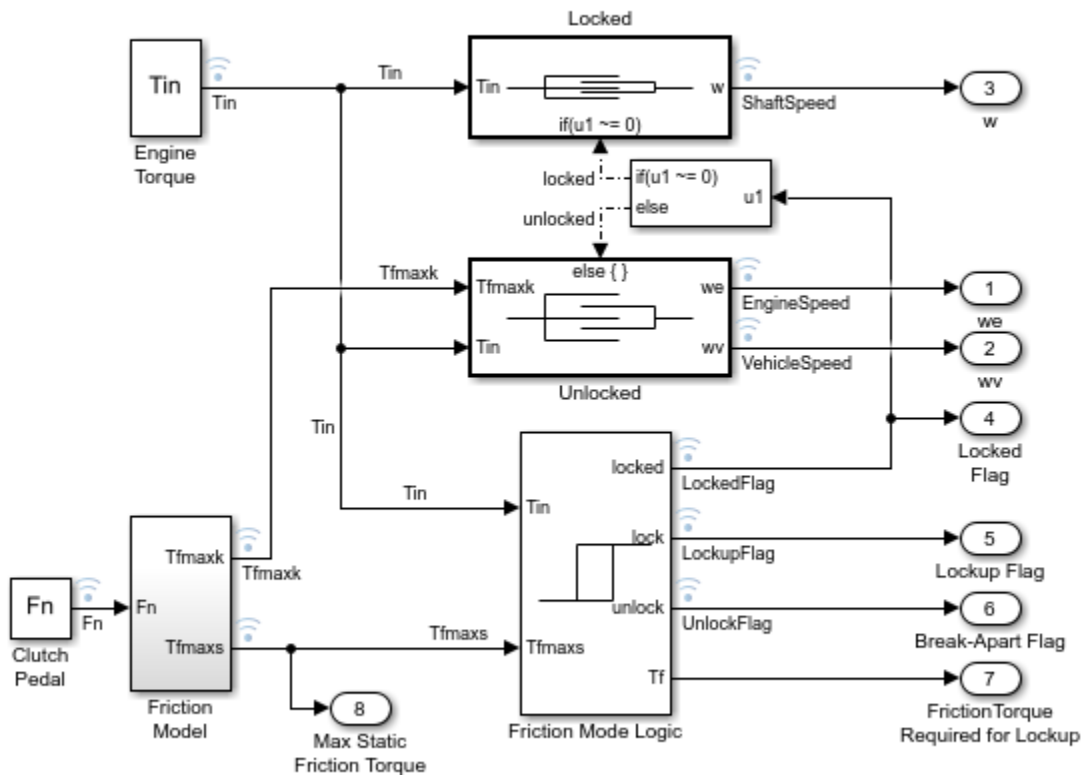 Locked
Tin
Tin
Engine
Torque
Tin
Tin
w
if(u1 ~= 0)
ShaftSpeed
3
w
locked
unlocked
if(u1 ~= 0)
else
u1
Tfmaxk
Tfmaxk
Tin
else { }
we
wv
Unlocked
EngineSpeed
VehicleSpeed
1
we
2
wv
4
Locked
Flag
Tin
Tin
Tin
Tfmaxs
locked
lock
unlock
Tf
Friction Mode Logic
LockedFlag
LockupFlag
UnlockFlag
5
Lockup Flag
6
Break-Apart Flag
7
FrictionTorque
Required for Lockup
Fn
Fn
Clutch
Pedal
Fn
Tfmaxk
Tfmaxs
Friction
Model
Tfmaxk
Tfmaxs
8
Max Static
Friction Torque